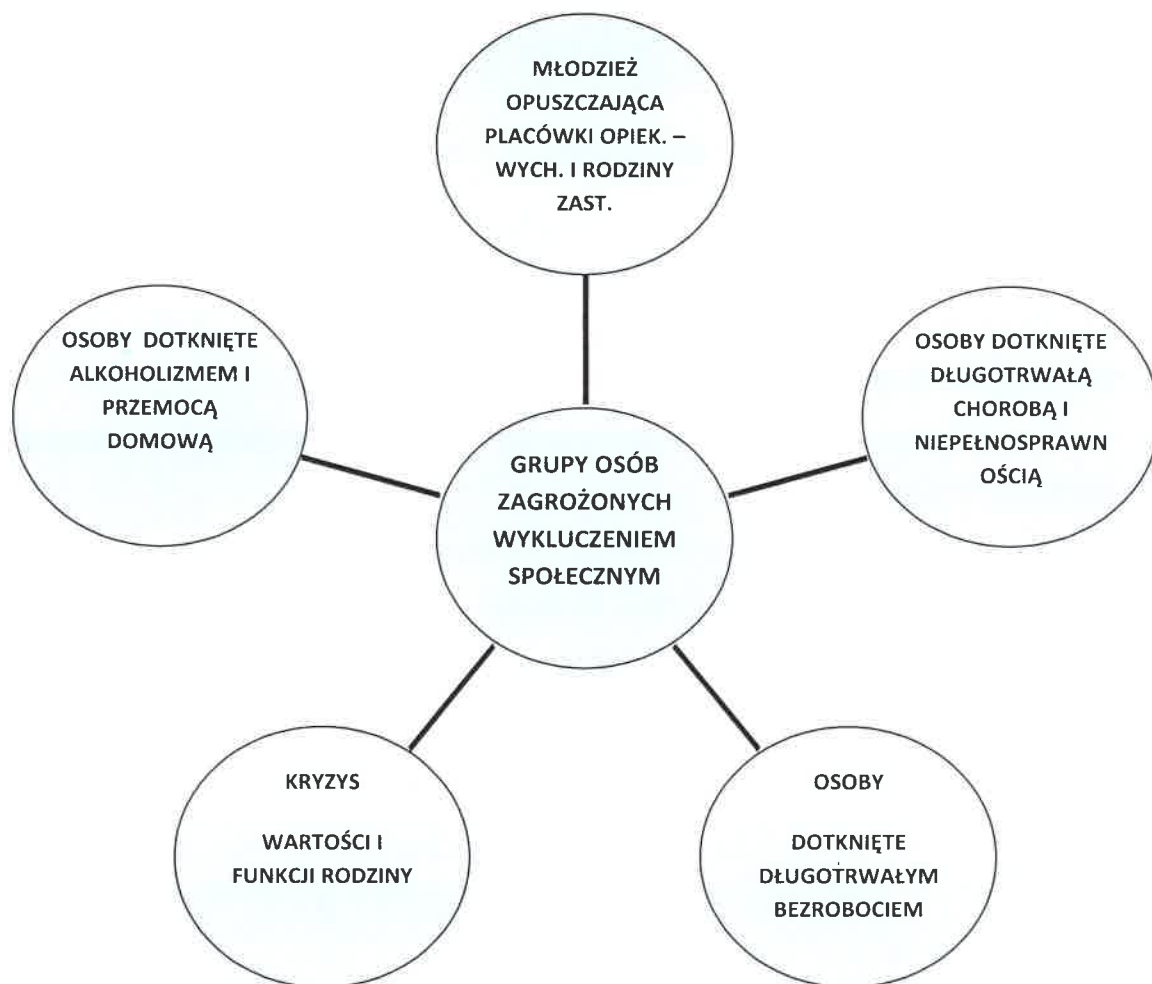 MŁODZIEŻ
OPUSZCZAJĄCA
PLACÓWKI OPIEK. –
WYCH. I RODZINY
ZAST.
OSOBY DOTKNIĘTE
ALKOHOLIZMEM I
PRZEMOCĄ
DOMOWĄ
OSOBY DOTKNIĘTE
DŁUGOTRWAŁĄ
CHOROBĄ I
NIEPEŁNOSPRAWN
OŚCIĄ
GRUPY OSÓB
ZAGROŻONYCH
WYKLUCZENIEM
SPOŁECZNYM
KRYZYS
WARTOŚCI I
FUNKCJI RODZINY
OSOBY
DOTKNIĘTE
DŁUGOTRWAŁYM
BEZROBOCIEM